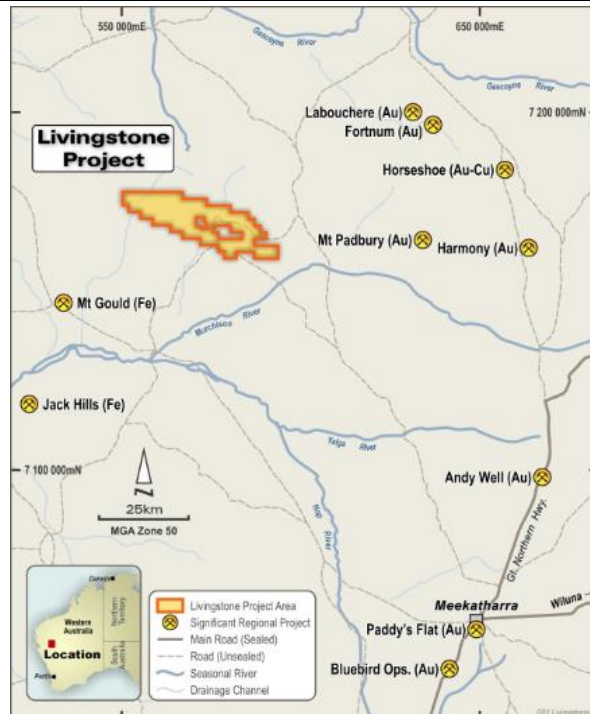 550 000mE
650 000mE
Gascoyne
River
Gascoyne
River
Labouchere (Au)
7 200 000mN
Fortnum (Au)
Livingstone
Project
Horseshoe (Au-Cu)
Mt Padbury (Au)
Harmony (Au)
Mt Gould (Fe)
Murchison
River
Jack Hills (Fe)
Yalga
River
7 100 000mN
Andy Well (Au)
25km
MGA Zone 50
Hope
River
Gt. Northern Hwy.
Meekatharra
Wiluna
Paddy's Flat (Au)
Bluebird Ops. (Au)
Darwin
Western
Australia
Northern
Territory
South
Australia
Location
Perth
Livingstone Project Area
Significant Regional Project
Main Road (Sealed)
Road (Unsealed)
Seasonal River
Drainage Channel